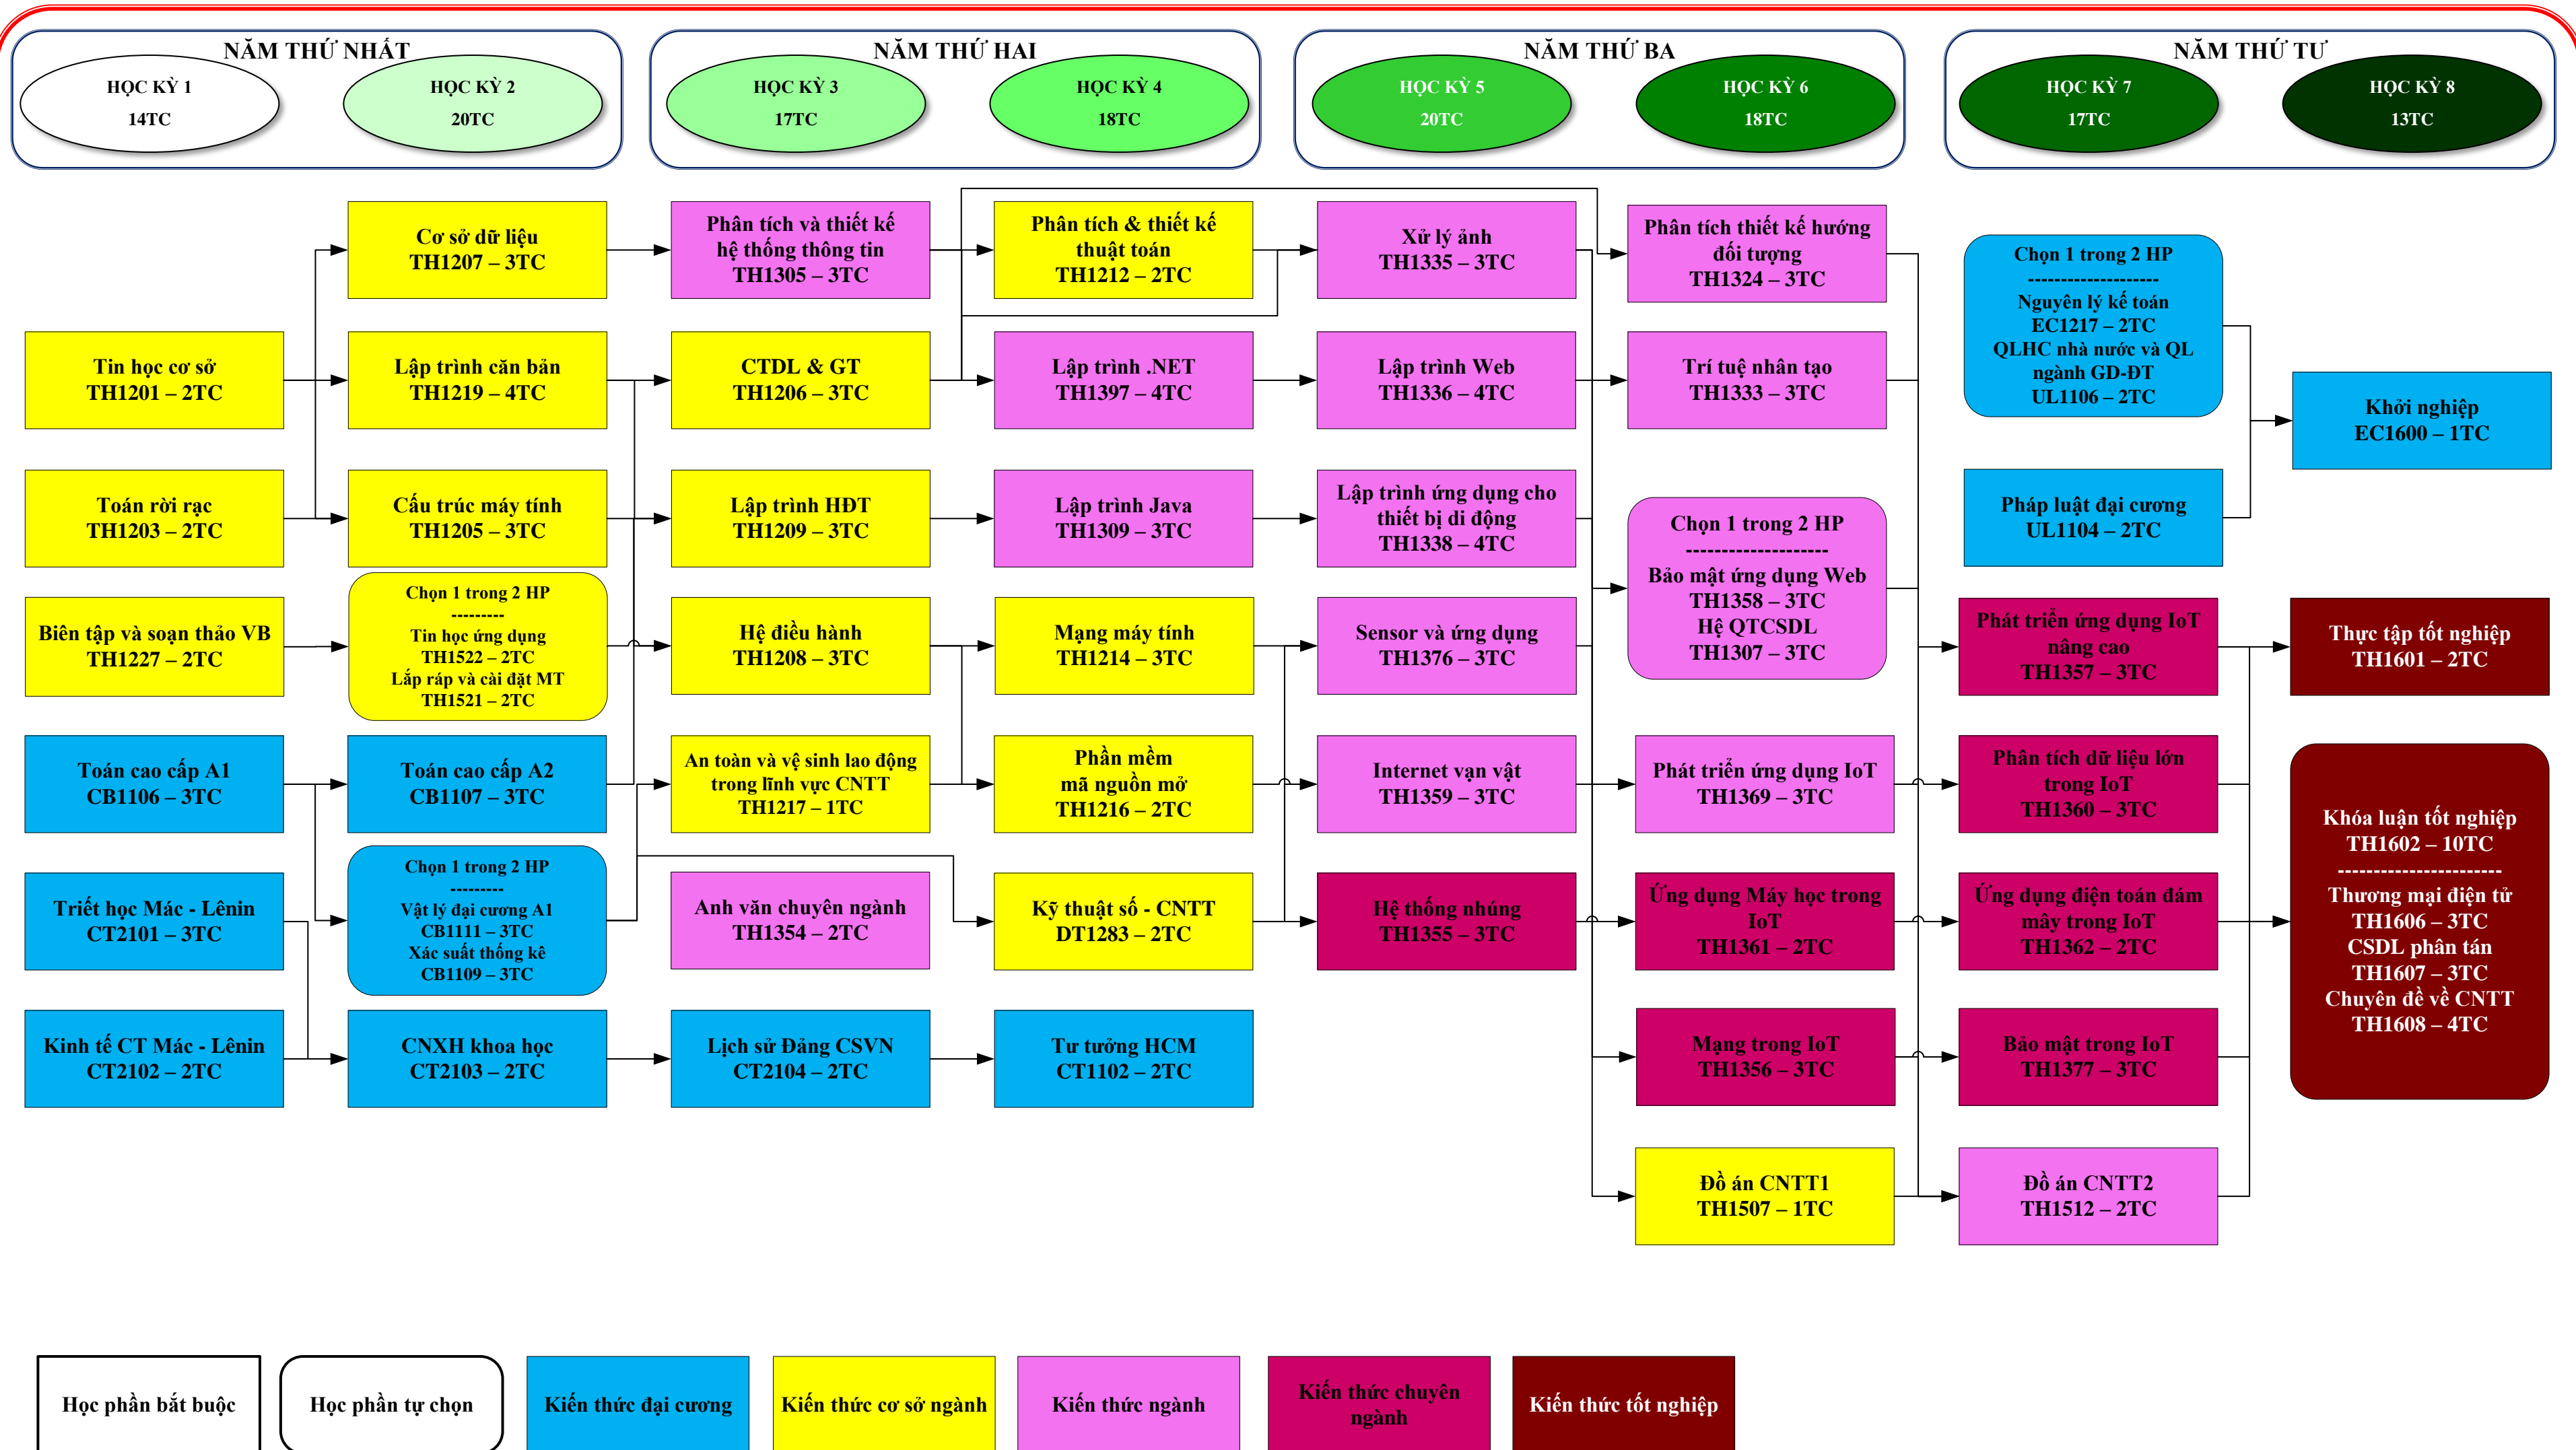 NĂM THỨ NHẤT
HỌC KỲ 1
14TC
HỌC KỲ 2
20TC
NĂM THỨ HAI
HỌC KỲ 3
17TC
HỌC KỲ 4
18TC
NĂM THỨ BA
HỌC KỲ 5
20TC
HỌC KỲ 6
18TC
NĂM THỨ TƯ
HỌC KỲ 7
17TC
HỌC KỲ 8
13TC
Tin học cơ sở
TH1201 – 2TC
Toán rời rạc
TH1203 – 2TC
Biên tập và soạn thảo VB
TH1227 – 2TC
Toán cao cấp A1
CB1106 – 3TC
Triết học Mác - Lênin
CT2101 – 3TC
Kinh tế CT Mác - Lênin
CT2102 – 2TC
Cơ sở dữ liệu
TH1207 – 3TC
Lập trình căn bản
TH1219 – 4TC
Cấu trúc máy tính
TH1205 – 3TC
Chọn 1 trong 2 HP
---------
Tin học ứng dụng
TH1522 – 2TC
Lắp ráp và cài đặt MT
TH1521 – 2TC
Toán cao cấp A2
CB1107 – 3TC
Chọn 1 trong 2 HP
---------
Vật lý đại cương A1
CB1111 – 3TC
Xác suất thống kê
CB1109 – 3TC
CNXH khoa học
CT2103 – 2TC
Phân tích và thiết kế
hệ thống thông tin
TH1305 – 3TC
CTDL & GT
TH1206 – 3TC
Lập trình HĐT
TH1209 – 3TC
Hệ điều hành
TH1208 – 3TC
An toàn và vệ sinh lao động
trong lĩnh vực CNTT
TH1217 – 1TC
Anh văn chuyên ngành
TH1354 – 2TC
Lịch sử Đảng CSVN
CT2104 – 2TC
Phân tích & thiết kế
thuật toán
TH1212 – 2TC
Lập trình .NET
TH1397 – 4TC
Lập trình Java
TH1309 – 3TC
Mạng máy tính
TH1214 – 3TC
Phần mềm
mã nguồn mở
TH1216 – 2TC
Kỹ thuật số - CNTT
DT1283 – 2TC
Tư tưởng HCM
CT1102 – 2TC
Xử lý ảnh
TH1335 – 3TC
Lập trình Web
TH1336 – 4TC
Lập trình ứng dụng cho
thiết bị di động
TH1338 – 4TC
Sensor và ứng dụng
TH1376 – 3TC
Internet vạn vật
TH1359 – 3TC
Hệ thống nhúng
TH1355 – 3TC
Phân tích thiết kế hướng
đối tượng
TH1324 – 3TC
Trí tuệ nhân tạo
TH1333 – 3TC
Chọn 1 trong 2 HP
--------------------
Bảo mật ứng dụng Web
TH1358 – 3TC
Hệ QTCSDL
TH1307 – 3TC
Phát triển ứng dụng IoT
TH1369 – 3TC
Ứng dụng Máy học trong
IoT
TH1361 – 2TC
Mạng trong IoT
TH1356 – 3TC
Đồ án CNTT1
TH1507 – 1TC
Chọn 1 trong 2 HP
--------------------
Nguyên lý kế toán
EC1217 – 2TC
QLHC nhà nước và QL
ngành GD-ĐT
UL1106 – 2TC
Pháp luật đại cương
UL1104 – 2TC
Phát triển ứng dụng IoT
nâng cao
TH1357 – 3TC
Phân tích dữ liệu lớn
trong IoT
TH1360 – 3TC
Ứng dụng điện toán đám
mây trong IoT
TH1362 – 2TC
Bảo mật trong IoT
TH1377 – 3TC
Đồ án CNTT2
TH1512 – 2TC
Khởi nghiệp
EC1600 – 1TC
Thực tập tốt nghiệp
TH1601 – 2TC
Khóa luận tốt nghiệp
TH1602 – 10TC
-----------------------
Thương mại điện tử
TH1606 – 3TC
CSDL phân tán
TH1607 – 3TC
Chuyên đề về CNTT
TH1608 – 4TC
Học phần bắt buộc
Học phần tự chọn
Kiến thức đại cương
Kiến thức cơ sở ngành
Kiến thức ngành
Kiến thức chuyên
ngành
Kiến thức tốt nghiệp